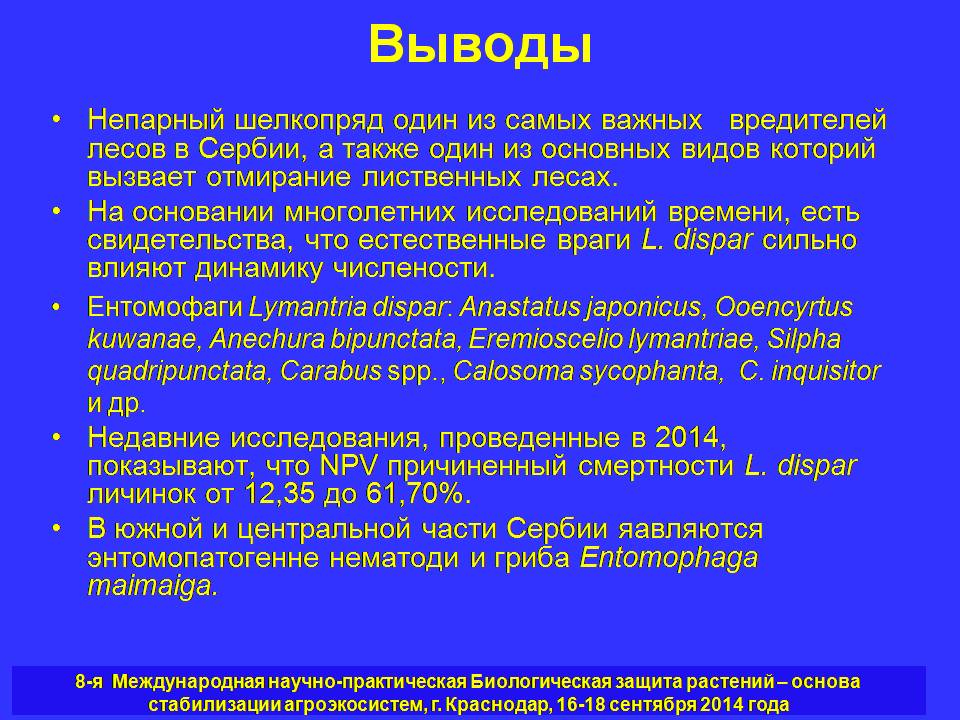 Выводы
• Непарный шелкопряд один из самых важных вредителей
лесов в Сербии, а также один из основных видов которий
вызвает отмирание лиственных лесах.
• На основании многолетних исследований времени, есть
свидетельства, что естественные враги L. dispar сильно
влияют динамику числености.
• Ентомофаги Lymantria dispar: Anastatus japonicus, Ooencyrtus
kuwanae, Anechura bipunctata, Eremioscelio lymantriae, Silpha
quadripunctata, Carabus spp., Calosoma sycophanta, C. inquisitor
и др.
• Недавние исследования, проведенные в 2014,
показывают, что NPV причиненный смертности L. dispar
личинок от 12,35 до 61,70%.
• В южной и центральной части Сербии яавляются
энтомопатогенне нематоди и гриба Entomophaga
maimaiga.
8-я Международная научно-практическая Биологическая защита растений – основа
стабилизации агроэкосистем, г. Краснодар, 16-18 сентября 2014 года